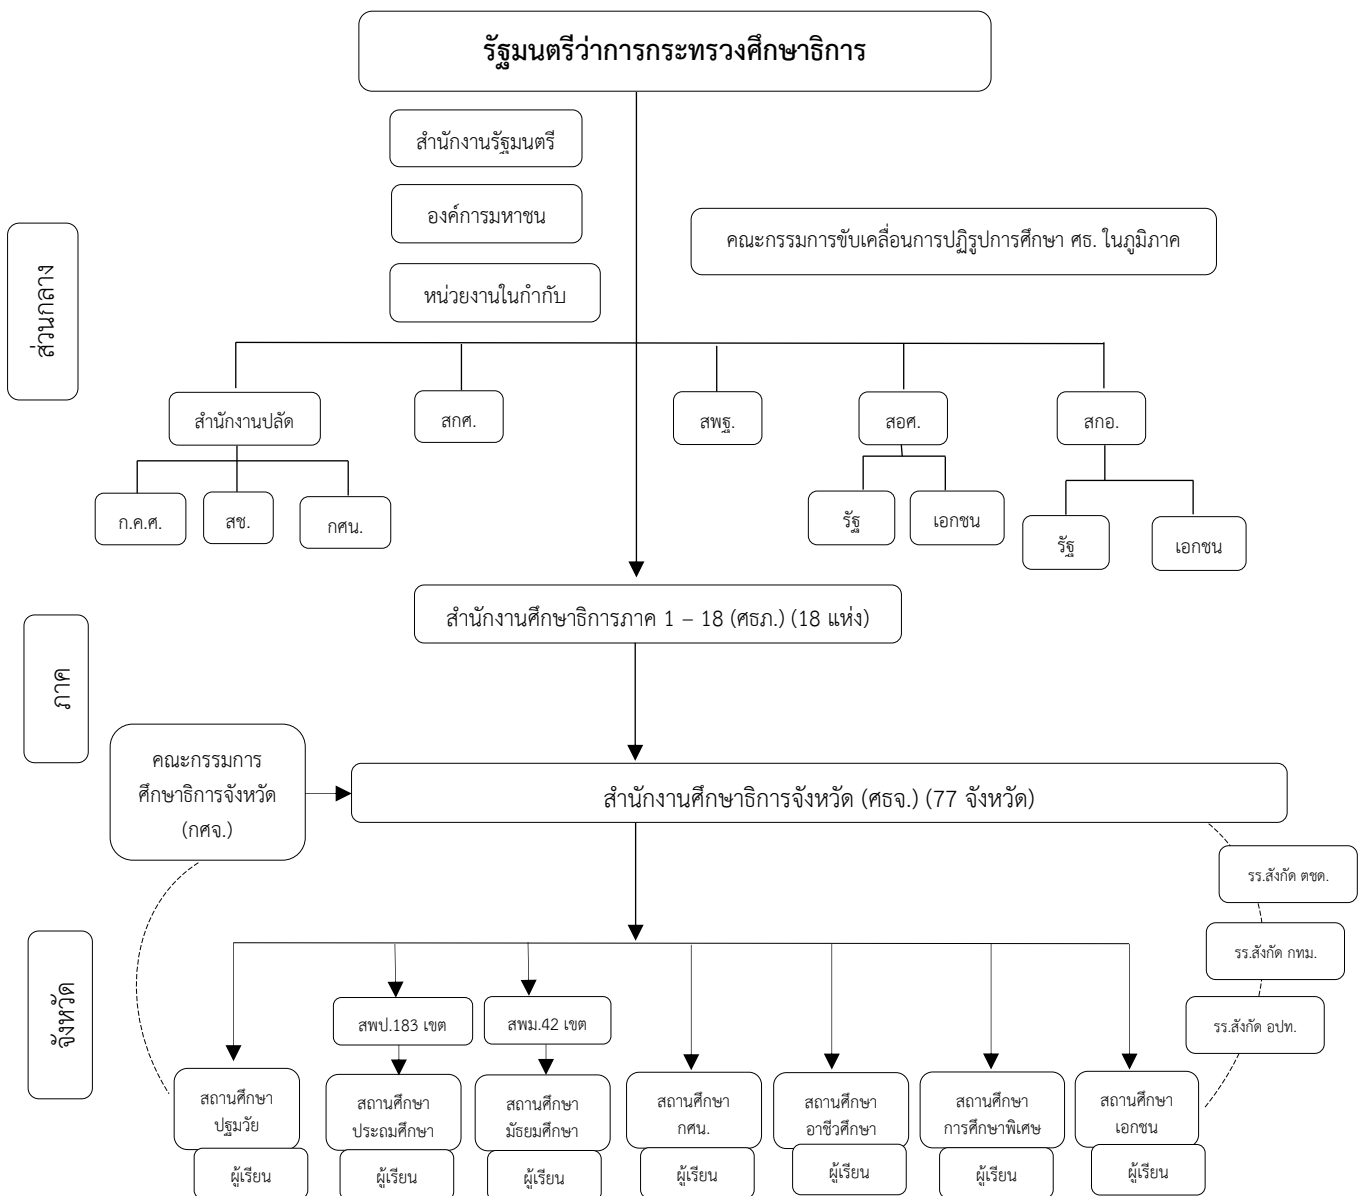 รัฐมนตรีว่าการกระทรวงศึกษาธิการ
สำนักงานรัฐมนตรี
องค์การมหาชน
คณะกรรมการขับเคลื่อนการปฏิรูปการศึกษา ศธ. ในภูมิภาค
หน่วยงานในกำกับ
ส่วนกลาง
สำนักงานปลัด
สกศ.
สพฐ.
สอศ.
สกอ.
ก.ค.ศ.
สช.
กศน.
รัฐ
เอกชน
รัฐ
เอกชน
สำนักงานศึกษาธิการภาค 1 – 18 (ศธภ.) (18 แห่ง)
ภาค
คณะกรรมการ
ศึกษาธิการจังหวัด
(กศจ.)
สำนักงานศึกษาธิการจังหวัด (ศธจ.) (77 จังหวัด)
รร.สังกัด ตชด.
รร.สังกัด กทม.
รร.สังกัด อปท.
จังหวัด
สพป.183 เขต
สพม.42 เขต
สถานศึกษา
ปฐมวัย
สถานศึกษา
ประถมศึกษา
สถานศึกษา
มัธยมศึกษา
สถานศึกษา
กศน.
สถานศึกษา
อาชีวศึกษา
สถานศึกษา
การศึกษาพิเศษ
สถานศึกษา
เอกชน
ผู้เรียน
ผู้เรียน
ผู้เรียน
ผู้เรียน
ผู้เรียน
ผู้เรียน
ผู้เรียน